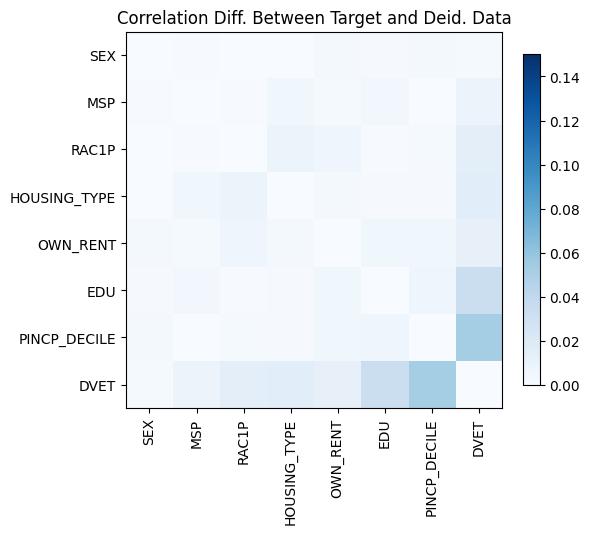 Correlation Diff. Between Target and Deid. Data
SEX
MSP
RAC1P
HOUSING_TYPE
OWN_RENT
EDU
PINCP_DECILE
DVET
SEX
MSP
RAC1P
HOUSING_TYPE
OWN_RENT
EDU
PINCP_DECILE
DVET
0.14
0.12
0.10
0.08
0.06
0.04
0.02
0.00